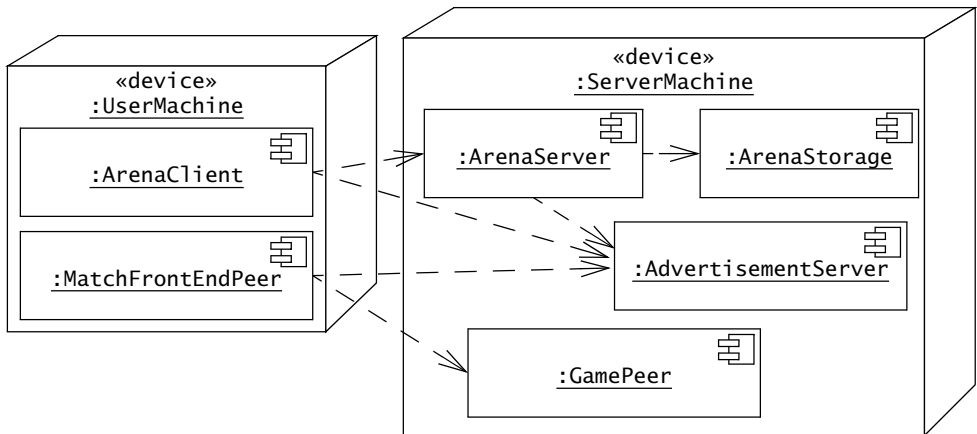 «device»
:UserMachine
:ArenaClient
:MatchFrontEndPeer
«device»
:ServerMachine
:ArenaServer
:ArenaStorage
:AdvertisementServer
:GamePeer